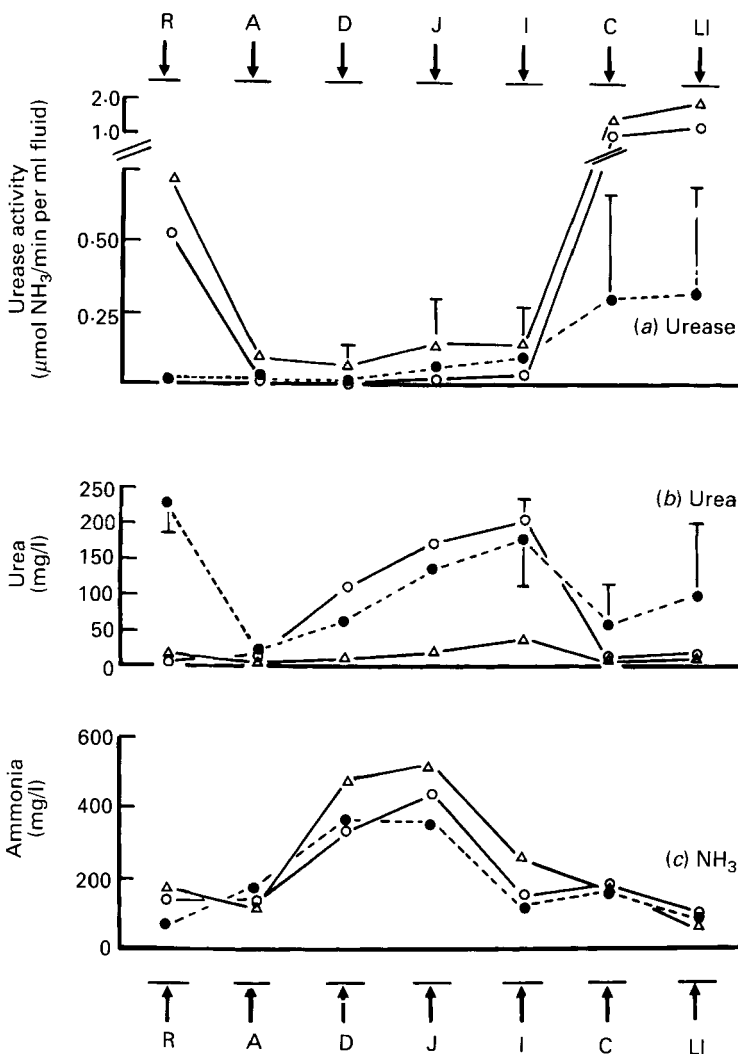 R A D J I C LI
Urease activity
(μmol NH₃/min per ml fluid)
2·0
1·0
0·50
0·25
(a) Urease
Urea
(mg/l)
250
200
150
100
50
0
(b) Urea
Ammonia
(mg/l)
600
400
200
0
(c) NH₃
R A D J I C LI